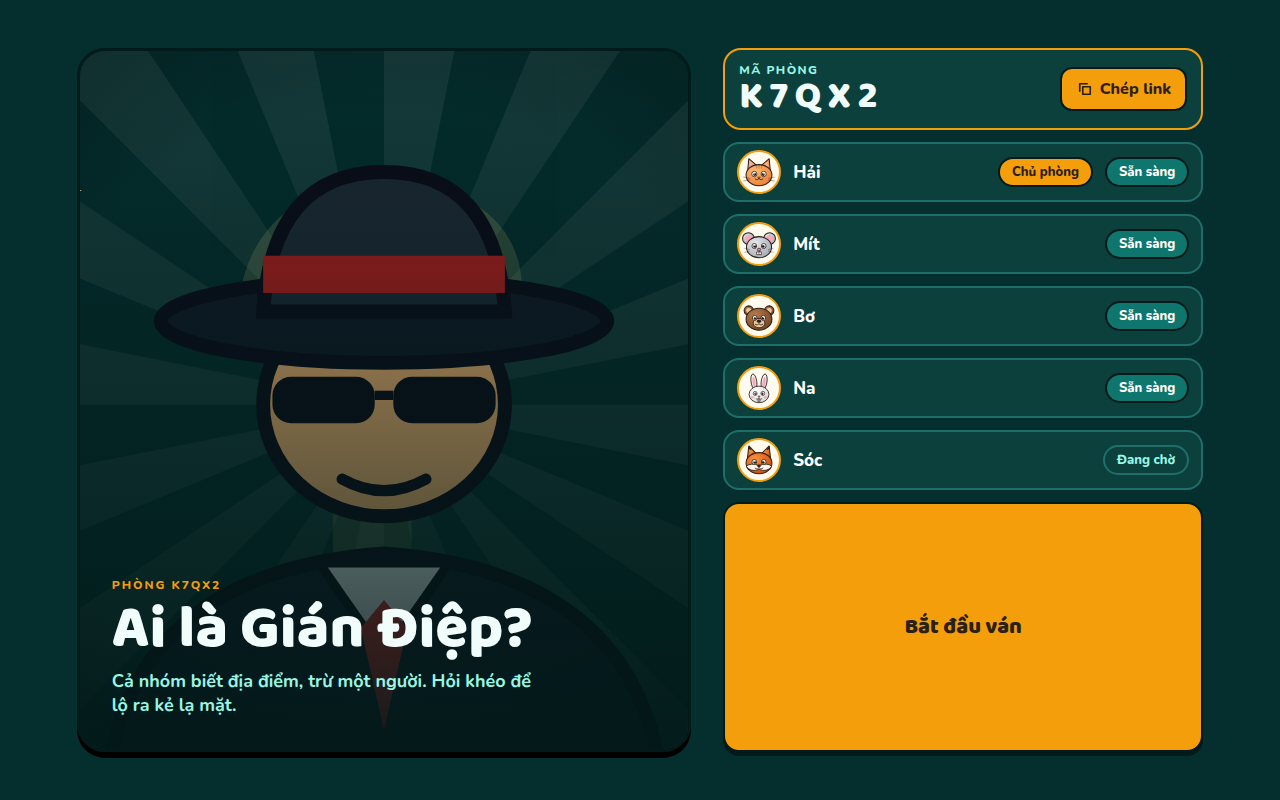 PHÒNG K7QX2
Ai là Gián Điệp?
Cả nhóm biết địa điểm, trừ một người. Hỏi khéo để
lộ ra kẻ lạ mặt.
MÃ PHÒNG
K7QX2
Chép link
Hải
Chủ phòng
Sẵn sàng
Mít
Sẵn sàng
Bơ
Sẵn sàng
Na
Sẵn sàng
Sóc
Đang chờ
Bắt đầu ván